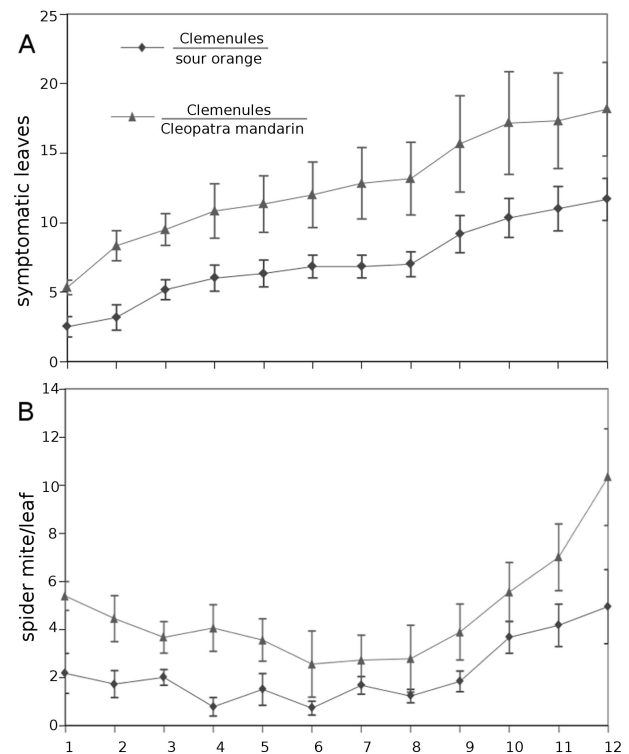 A
25
20
15
10
5
0
symptomatic leaves
Clemenules
sour orange
Clemenules
Cleopatra mandarin
B
14
12
10
8
6
4
2
0
spider mite/leaf
1 2 3 4 5 6 7 8 9 10 11 12